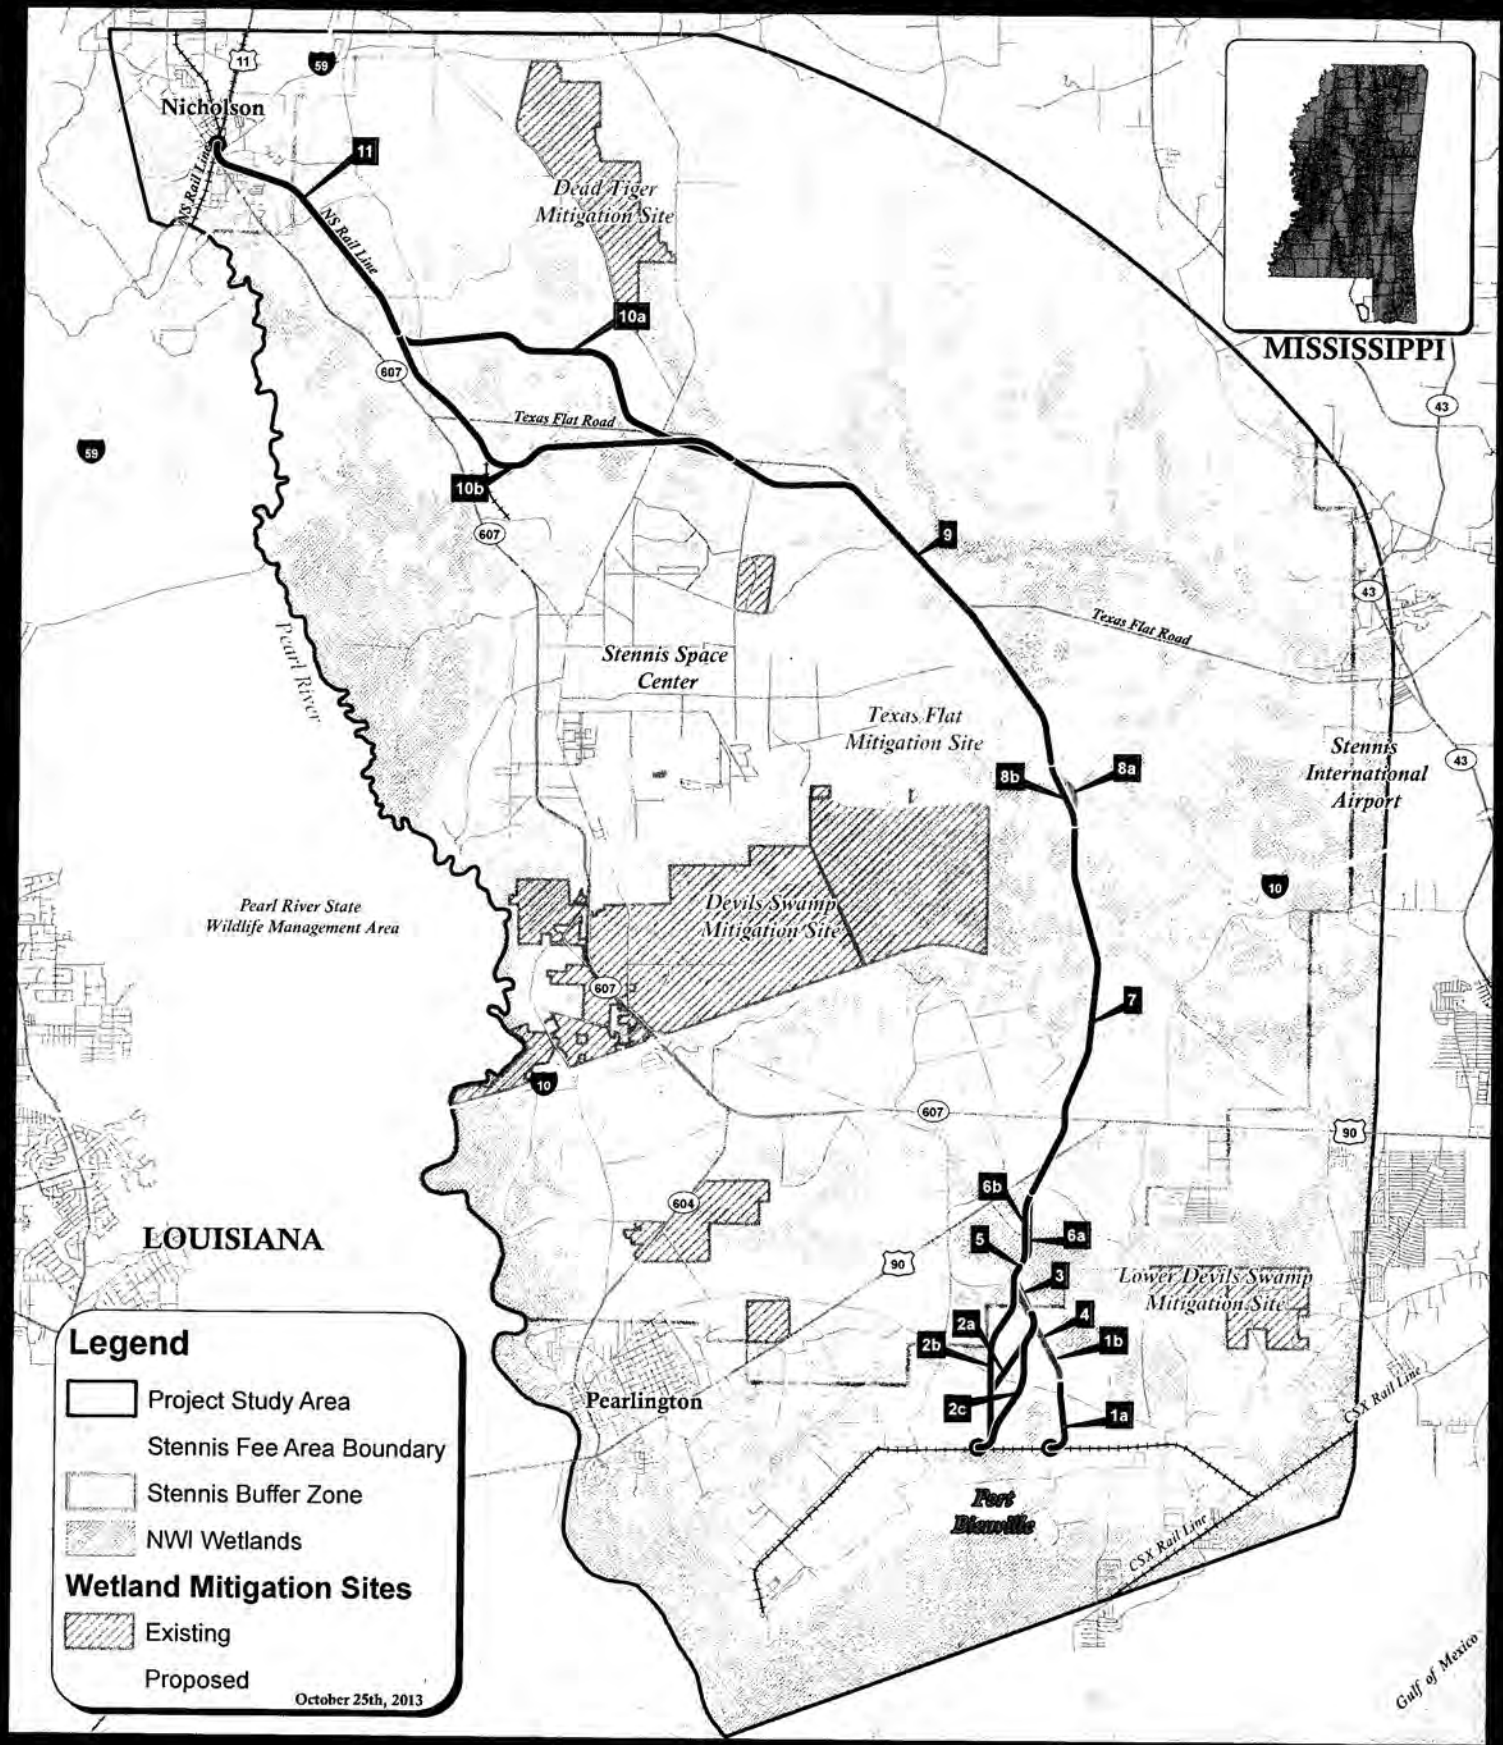 11
59
Nicholson
11
NS Rail Line
NS Rail Line
Dead Tiger
Mitigation Site
10a
MISSISSIPPI
607
43
Texas Flat Road
59
10b
607
9
43
Texas Flat Road
Pearl River
Stennis Space
Center
Texas Flat
Mitigation Site
Stennis
International
Airport
43
8b
8a
10
Pearl River State
Wildlife Management Area
Devils Swamp
Mitigation Site
607
7
10
607
90
6b
604
LOUISIANA
5
6a
90
3
Lower Devils Swamp
Mitigation Site
2a
4
2b
1b
Pearlington
2c
1a
CSX Rail Line
Port
Bienville
CSX Rail Line
Gulf of Mexico
Legend
Project Study Area
Stennis Fee Area Boundary
Stennis Buffer Zone
NWI Wetlands
Wetland Mitigation Sites
Existing
Proposed
October 25th, 2013